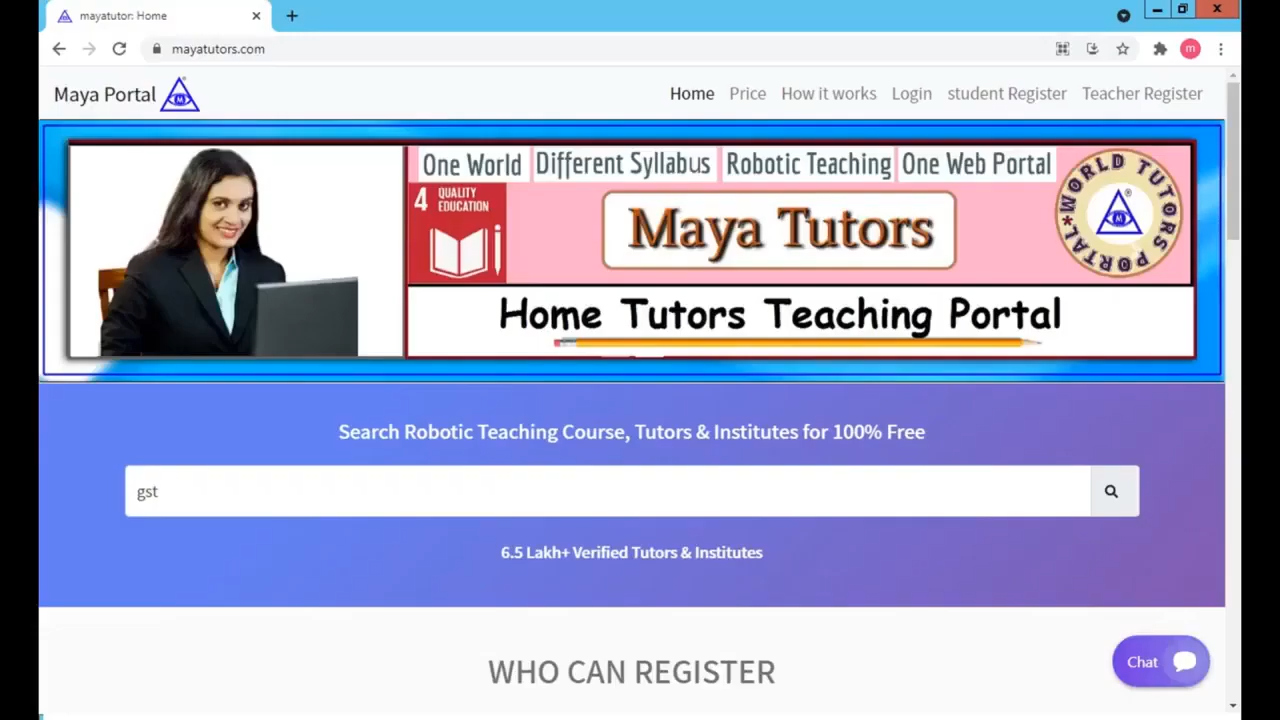 mayatutor: Home
mayatutors.com
m
Maya Portal
M
Home Price How it works Login student Register Teacher Register
One World Different Syllabus Robotic Teaching One Web Portal
4 QUALITY EDUCATION
Maya Tutors
WORLD TUTORS PORTAL *
M
Home Tutors Teaching Portal
Search Robotic Teaching Course, Tutors & Institutes for 100% Free
gst
6.5 Lakh+ Verified Tutors & Institutes
WHO CAN REGISTER
Chat